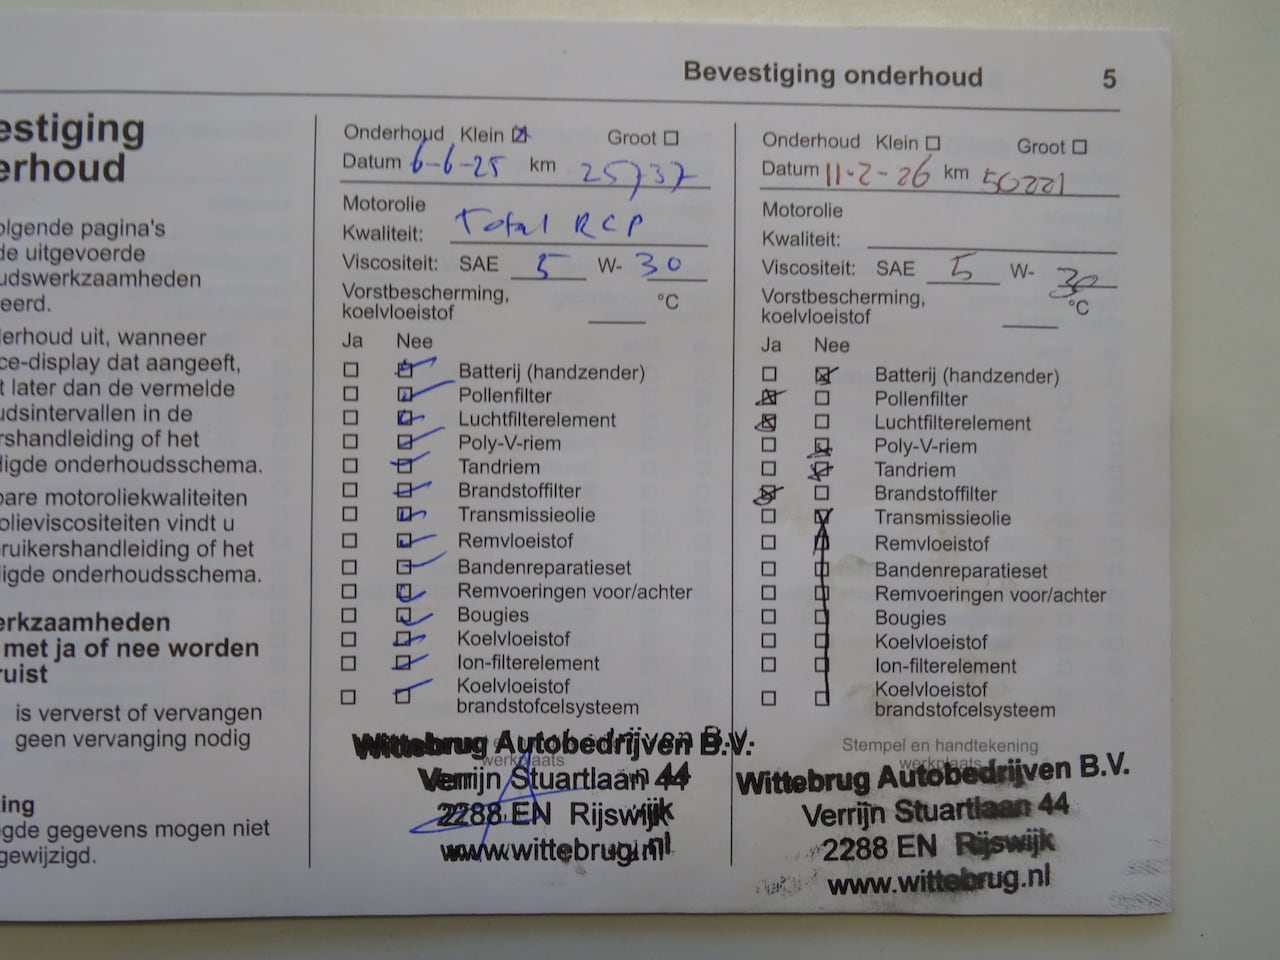 Bevestiging onderhoud 5
estiging
erhoud
olgende pagina's
de uitgevoerde
udswerkzaamheden
eerd.
lerhoud uit, wanneer
ce-display dat aangeeft,
t later dan de vermelde
udsintervallen in de
rshandleiding of het
digde onderhoudsschema.
bare motoroliekwaliteiten
olieviscositeiten vindt u
ruikershandleiding of het
digde onderhoudsschema.
erkzaamheden
met ja of nee worden
ruist
is ververst of vervangen
geen vervanging nodig
ing
gde gegevens mogen niet
gewijzigd.
Onderhoud Klein ☒ Groot ☐
Datum 6-6-25 km 25737
Motorolie
Kwaliteit: Total RCP
Viscositeit: SAE 5 W- 30
Vorstbescherming, °C
koelvloeistof
Ja Nee
Batterij (handzender)
Pollenfilter
Luchtfilterelement
Poly-V-riem
Tandriem
Brandstoffilter
Transmissieolie
Remvloeistof
Bandenreparatieset
Remvoeringen voor/achter
Bougies
Koelvloeistof
Ion-filterelement
Koelvloeistof
brandstofcelsysteem
Wittebrug Autobedrijven B.V.
werkplaats
Verrijn Stuartlaan 44
2288 EN Rijswijk
www.wittebrug.nl
Onderhoud Klein ☐ Groot ☐
Datum 11-2-26 km 50221
Motorolie
Kwaliteit:
Viscositeit: SAE 5 W- 30
Vorstbescherming, °C
koelvloeistof
Ja Nee
Batterij (handzender)
Pollenfilter
Luchtfilterelement
Poly-V-riem
Tandriem
Brandstoffilter
Transmissieolie
Remvloeistof
Bandenreparatieset
Remvoeringen voor/achter
Bougies
Koelvloeistof
Ion-filterelement
Koelvloeistof
brandstofcelsysteem
Stempel en handtekening
werkplaats
Wittebrug Autobedrijven B.V.
Verrijn Stuartlaan 44
2288 EN Rijswijk
www.wittebrug.nl